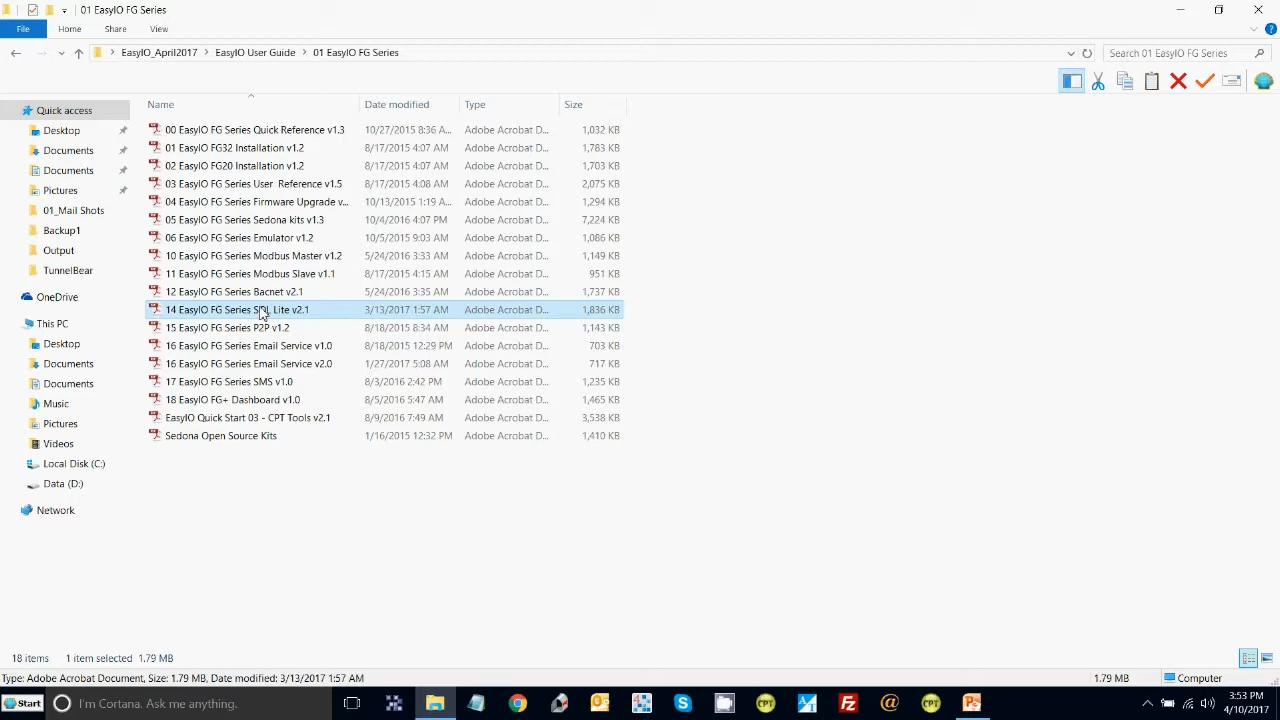 01 EasyIO FG Series
File Home Share View
EasyIO_April2017 EasyIO User Guide 01 EasyIO FG Series Search 01 EasyIO FG Series
Name Date modified Type Size
Quick access
Desktop
Documents
Documents
Pictures
01_Mail Shots
Backup1
Output
TunnelBear
OneDrive
This PC
Desktop
Documents
Documents
Music
Pictures
Videos
Local Disk (C:)
Data (D:)
Network
00 EasyIO FG Series Quick Reference v1.3 10/27/2015 8:36 A... Adobe Acrobat D... 1,032 KB
01 EasyIO FG32 Installation v1.2 8/17/2015 4:07 AM Adobe Acrobat D... 1,783 KB
02 EasyIO FG20 Installation v1.2 8/17/2015 4:07 AM Adobe Acrobat D... 1,703 KB
03 EasyIO FG Series User Reference v1.5 8/17/2015 4:08 AM Adobe Acrobat D... 2,075 KB
04 EasyIO FG Series Firmware Upgrade v... 10/13/2015 1:19 A... Adobe Acrobat D... 1,294 KB
05 EasyIO FG Series Sedona kits v1.3 10/4/2016 4:07 PM Adobe Acrobat D... 7,224 KB
06 EasyIO FG Series Emulator v1.2 10/5/2015 9:03 AM Adobe Acrobat D... 1,086 KB
10 EasyIO FG Series Modbus Master v1.2 5/24/2016 3:33 AM Adobe Acrobat D... 1,149 KB
11 EasyIO FG Series Modbus Slave v1.1 8/17/2015 4:15 AM Adobe Acrobat D... 951 KB
12 EasyIO FG Series Bacnet v2.1 5/24/2016 3:35 AM Adobe Acrobat D... 1,737 KB
14 EasyIO FG Series SQL Lite v2.1 3/13/2017 1:57 AM Adobe Acrobat D... 1,836 KB
15 EasyIO FG Series P2P v1.2 8/18/2015 8:34 AM Adobe Acrobat D... 1,143 KB
16 EasyIO FG Series Email Service v1.0 8/18/2015 12:29 PM Adobe Acrobat D... 703 KB
16 EasyIO FG Series Email Service v2.0 1/27/2017 5:08 AM Adobe Acrobat D... 717 KB
17 EasyIO FG Series SMS v1.0 8/3/2016 2:42 PM Adobe Acrobat D... 1,235 KB
18 EasyIO FG+ Dashboard v1.0 8/5/2016 5:47 AM Adobe Acrobat D... 1,465 KB
EasyIO Quick Start 03 - CPT Tools v2.1 8/9/2016 7:49 AM Adobe Acrobat D... 3,538 KB
Sedona Open Source Kits 1/16/2015 12:32 PM Adobe Acrobat D... 1,410 KB
18 items 1 item selected 1.79 MB
Type: Adobe Acrobat Document, Size: 1.79 MB, Date modified: 3/13/2017 1:57 AM 1.79 MB Computer
Start I'm Cortana. Ask me anything. CPT CPT 3:53 PM
4/10/2017